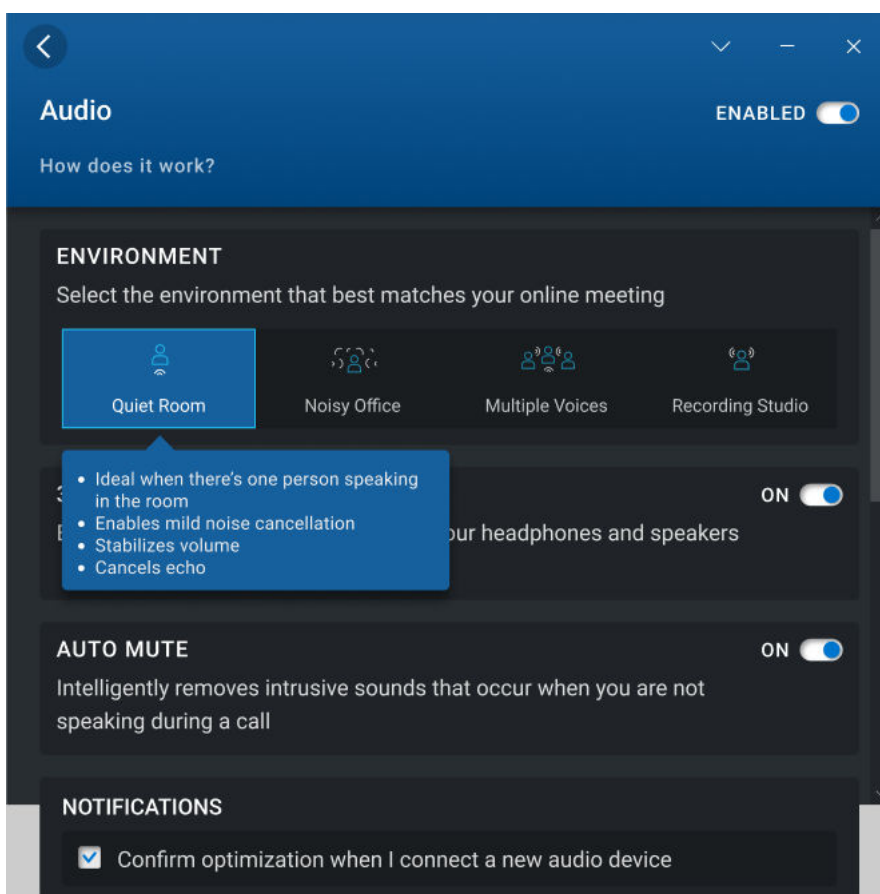 Audio
ENABLED
How does it work?
ENVIRONMENT
Select the environment that best matches your online meeting
Quiet Room
Noisy Office
Multiple Voices
Recording Studio
• Ideal when there's one person speaking
in the room
• Enables mild noise cancellation
• Stabilizes volume
• Cancels echo
ON
headphones and speakers
AUTO MUTE
ON
Intelligently removes intrusive sounds that occur when you are not
speaking during a call
NOTIFICATIONS
Confirm optimization when I connect a new audio device